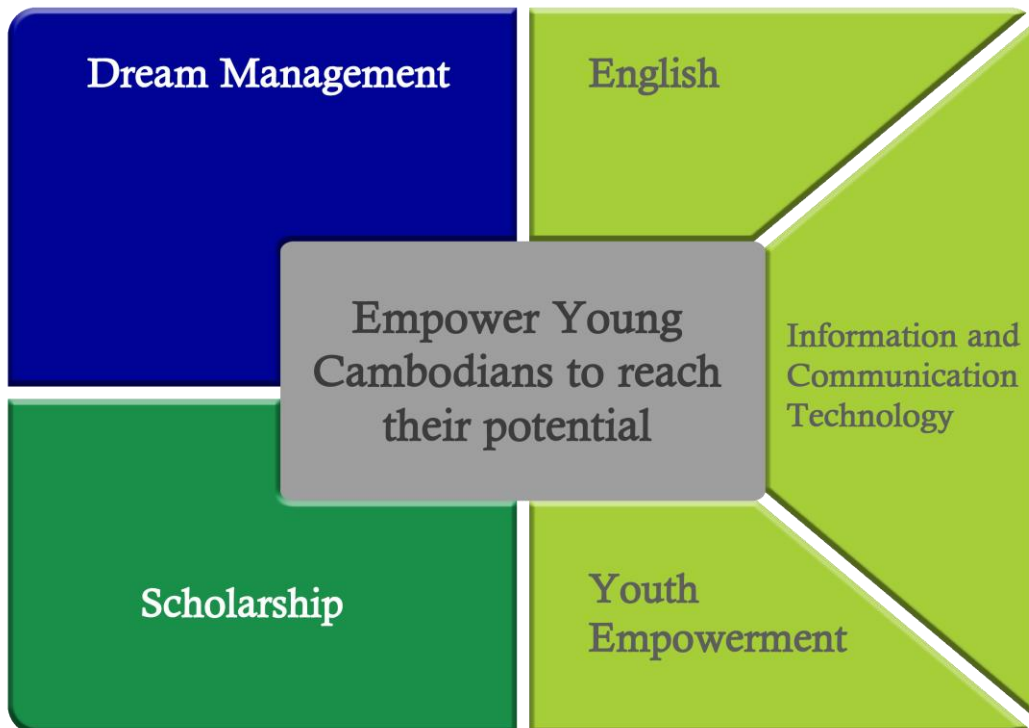 Dream Management
English
Empower Young
Cambodians to reach
their potential
Information and
Communication
Technology
Scholarship
Youth
Empowerment